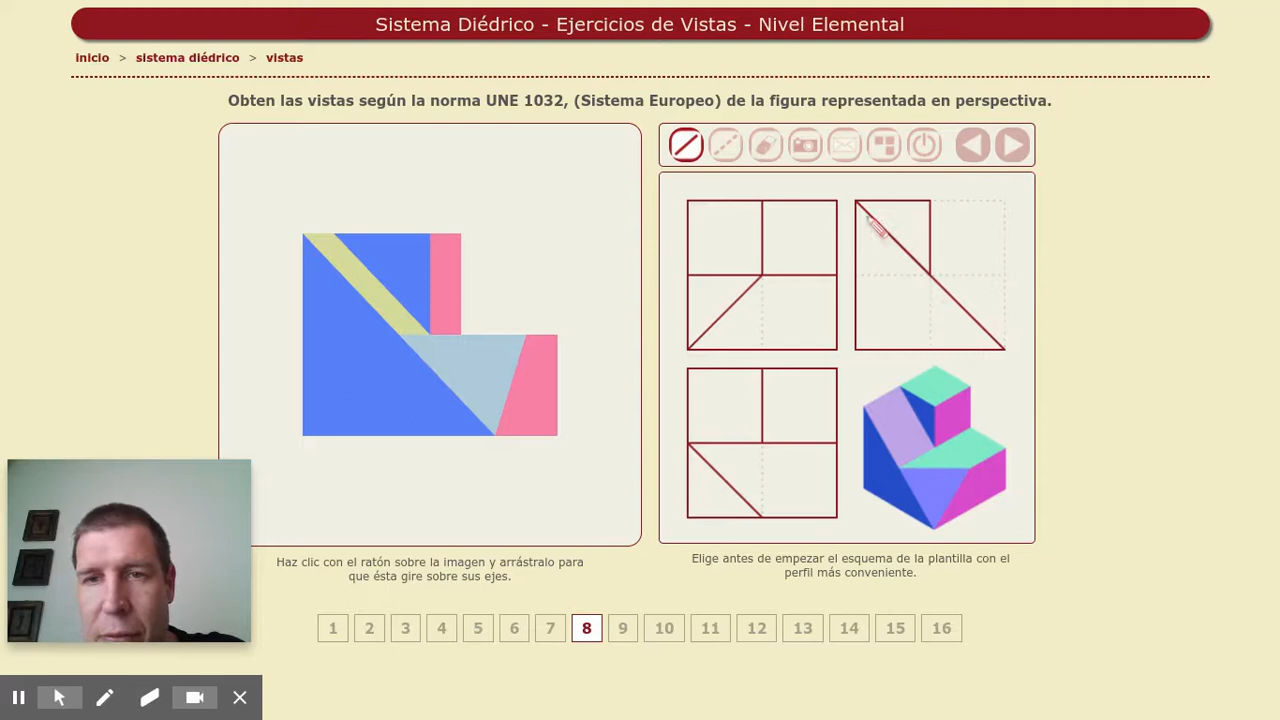 Sistema Diédrico - Ejercicios de Vistas - Nivel Elemental
inicio > sistema diédrico > vistas
Obten las vistas según la norma UNE 1032, (Sistema Europeo) de la figura representada en perspectiva.
Haz clic con el ratón sobre la imagen y arrástralo para
que ésta gire sobre sus ejes.
Elige antes de empezar el esquema de la plantilla con el
perfil más conveniente.
1 2 3 4 5 6 7 8 9 10 11 12 13 14 15 16